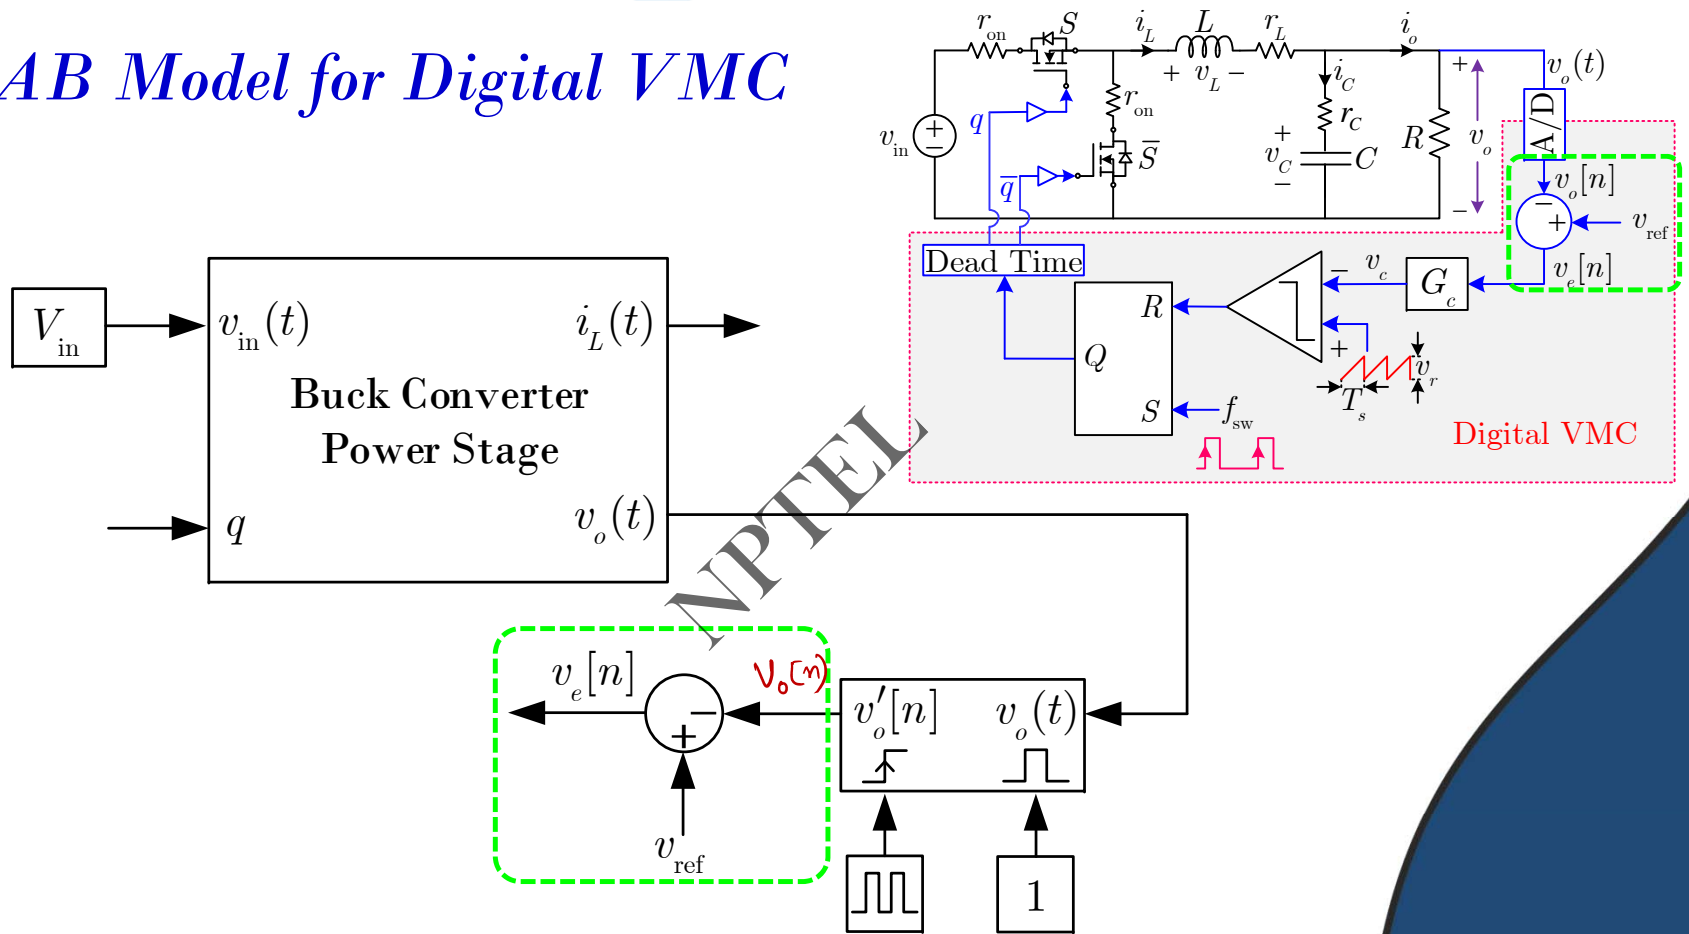 AB Model for Digital VMC
r_on
S
i_L
L
r_L
i_o
+ v_L −
i_C
+
v_o(t)
q
r_on
r_C
A/D
v_in
+
−
S̅
+
v_C
−
C
R
v_o
q̅
−
v_o[n]
−
+
v_ref
v_e[n]
Dead Time
v_c
−
G_c
R
+
Q
v_r
T_s
S
f_sw
Digital VMC
V_in
v_in(t)
i_L(t)
Buck Converter
Power Stage
q
v_o(t)
NPTEL
v_e[n]
−
+
V_o[n]
v_o'[n]
v_o(t)
v_ref
1